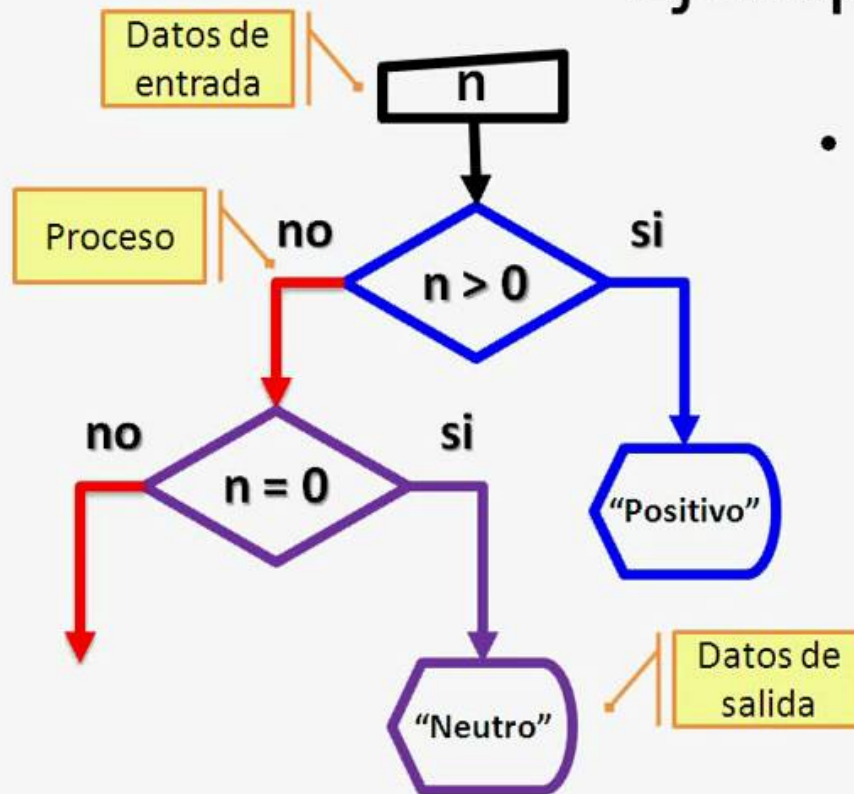 Datos de
entrada
n
•
Proceso
no
n > 0
si
no
n = 0
si
“Positivo”
“Neutro”
Datos de
salida